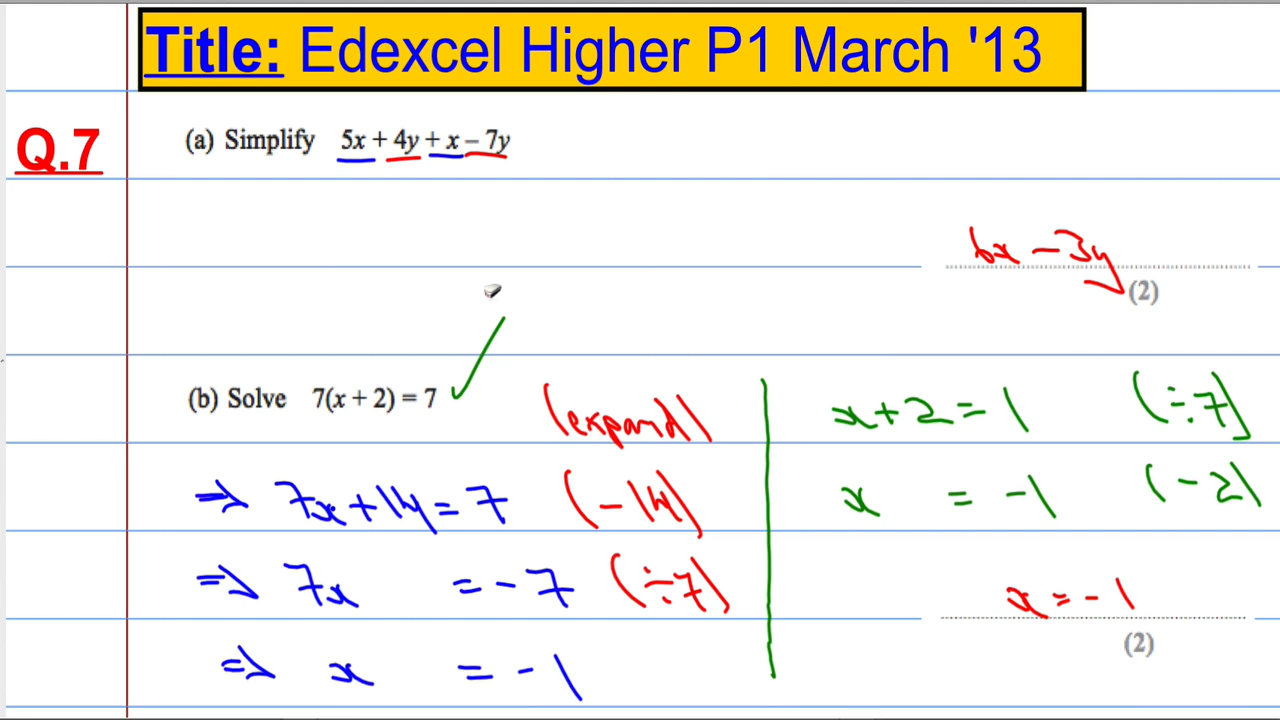 Title: Edexcel Higher P1 March '13
Q.7
(a) Simplify 5x + 4y + x – 7y
6x – 3y
(2)
(b) Solve 7(x + 2) = 7
(expand)
⇒ 7x + 14 = 7 (–14)
⇒ 7x = –7 (÷7)
⇒ x = –1
x + 2 = 1 (÷7)
x = –1 (–2)
x = –1
(2)